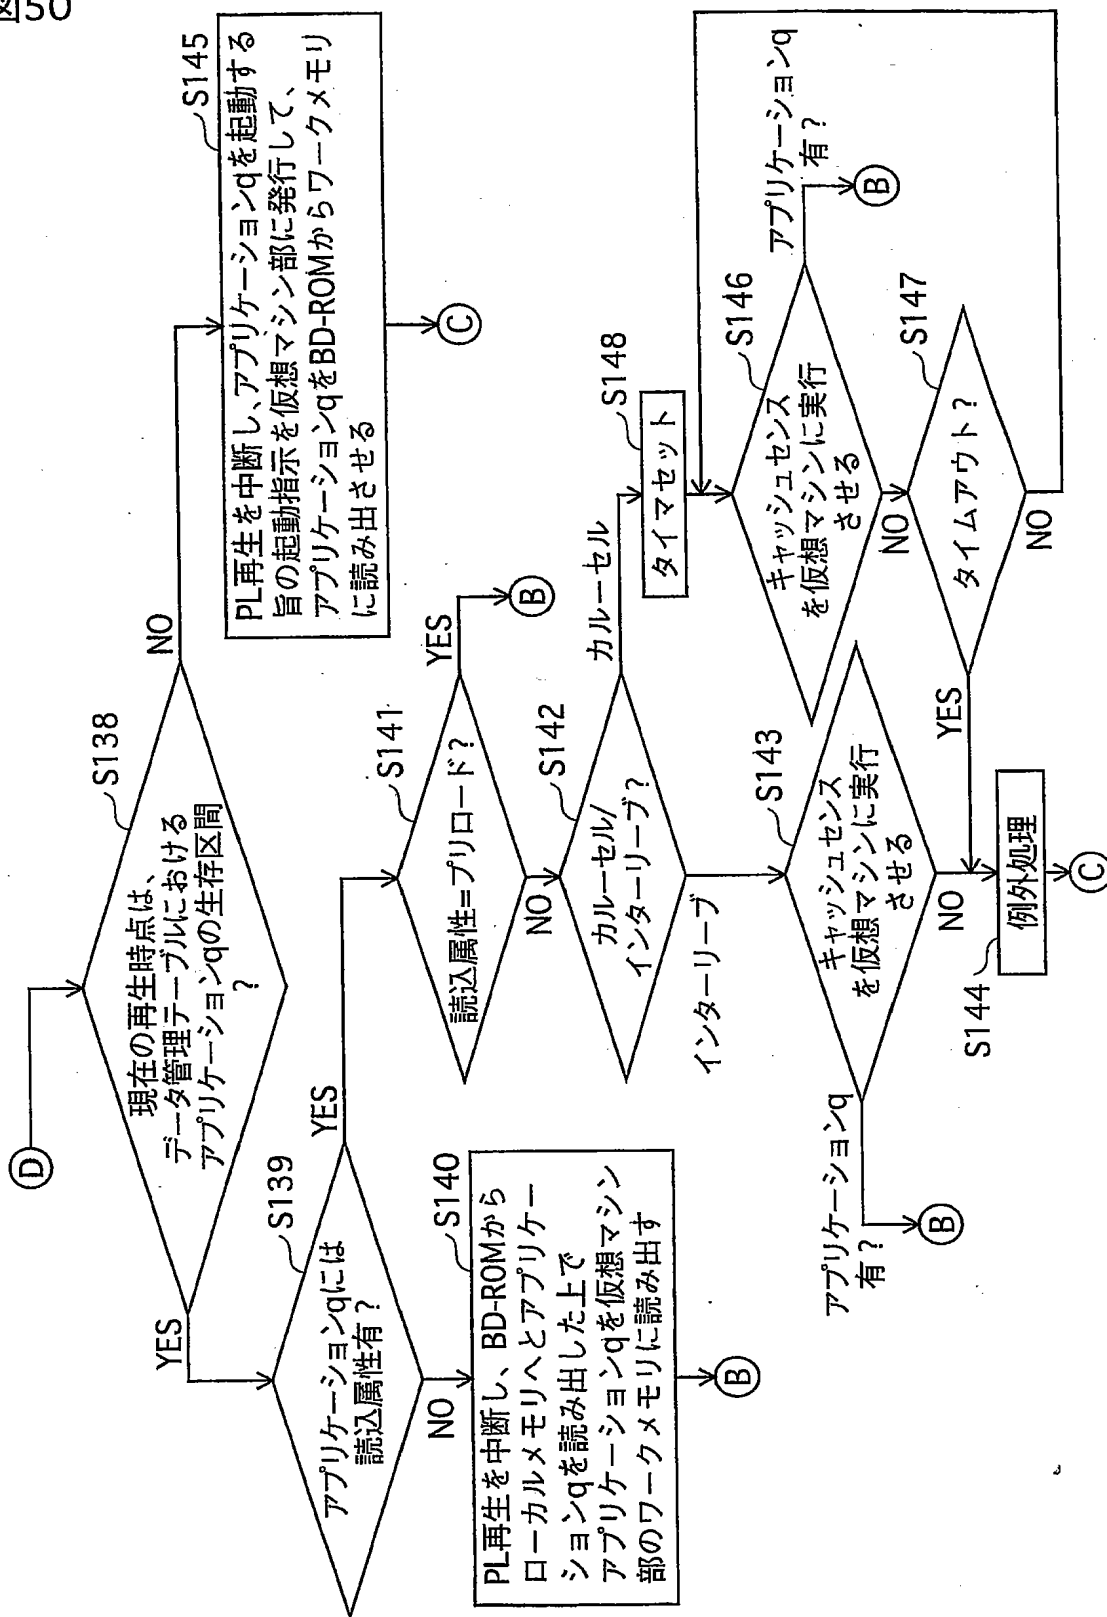 図50
D
現在の再生時点は、
データ管理テーブルにおける
アプリケーションqの生存区間
?
S138
YES
NO
PL再生を中断し、アプリケーションqを起動する
旨の起動指示を仮想マシン部に発行して、
アプリケーションqをBD-ROMからワークメモリ
に読み出させる
S145
C
アプリケーションqには
読込属性有?
S139
YES
NO
PL再生を中断し、BD-ROMから
ローカルメモリへとアプリケー
ションqを読み出した上で
アプリケーションqを仮想マシン
部のワークメモリに読み出す
S140
B
読込属性=プリロード?
S141
YES
B
NO
カルーセル/
インターリーブ?
S142
カルーセル
インターリーブ
タイマセット
S148
キャッシュセンス
を仮想マシンに実行
させる
S143
アプリケーションq
有?
B
NO
例外処理
S144
C
キャッシュセンス
を仮想マシンに実行
させる
S146
アプリケーションq
有?
B
NO
タイムアウト?
S147
YES
NO